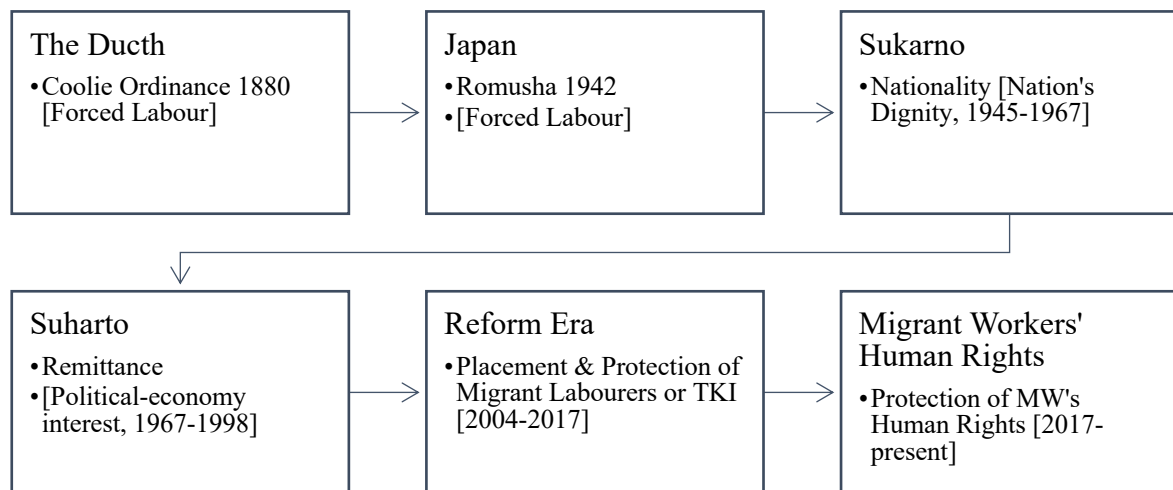 The Ducth
•Coolie Ordinance 1880
[Forced Labour]
Japan
•Romusha 1942
•[Forced Labour]
Sukarno
•Nationality [Nation's
Dignity, 1945-1967]
Suharto
•Remittance
•[Political-economy
interest, 1967-1998]
Reform Era
•Placement & Protection of
Migrant Labourers or TKI
[2004-2017]
Migrant Workers'
Human Rights
•Protection of MW's
Human Rights [2017-
present]